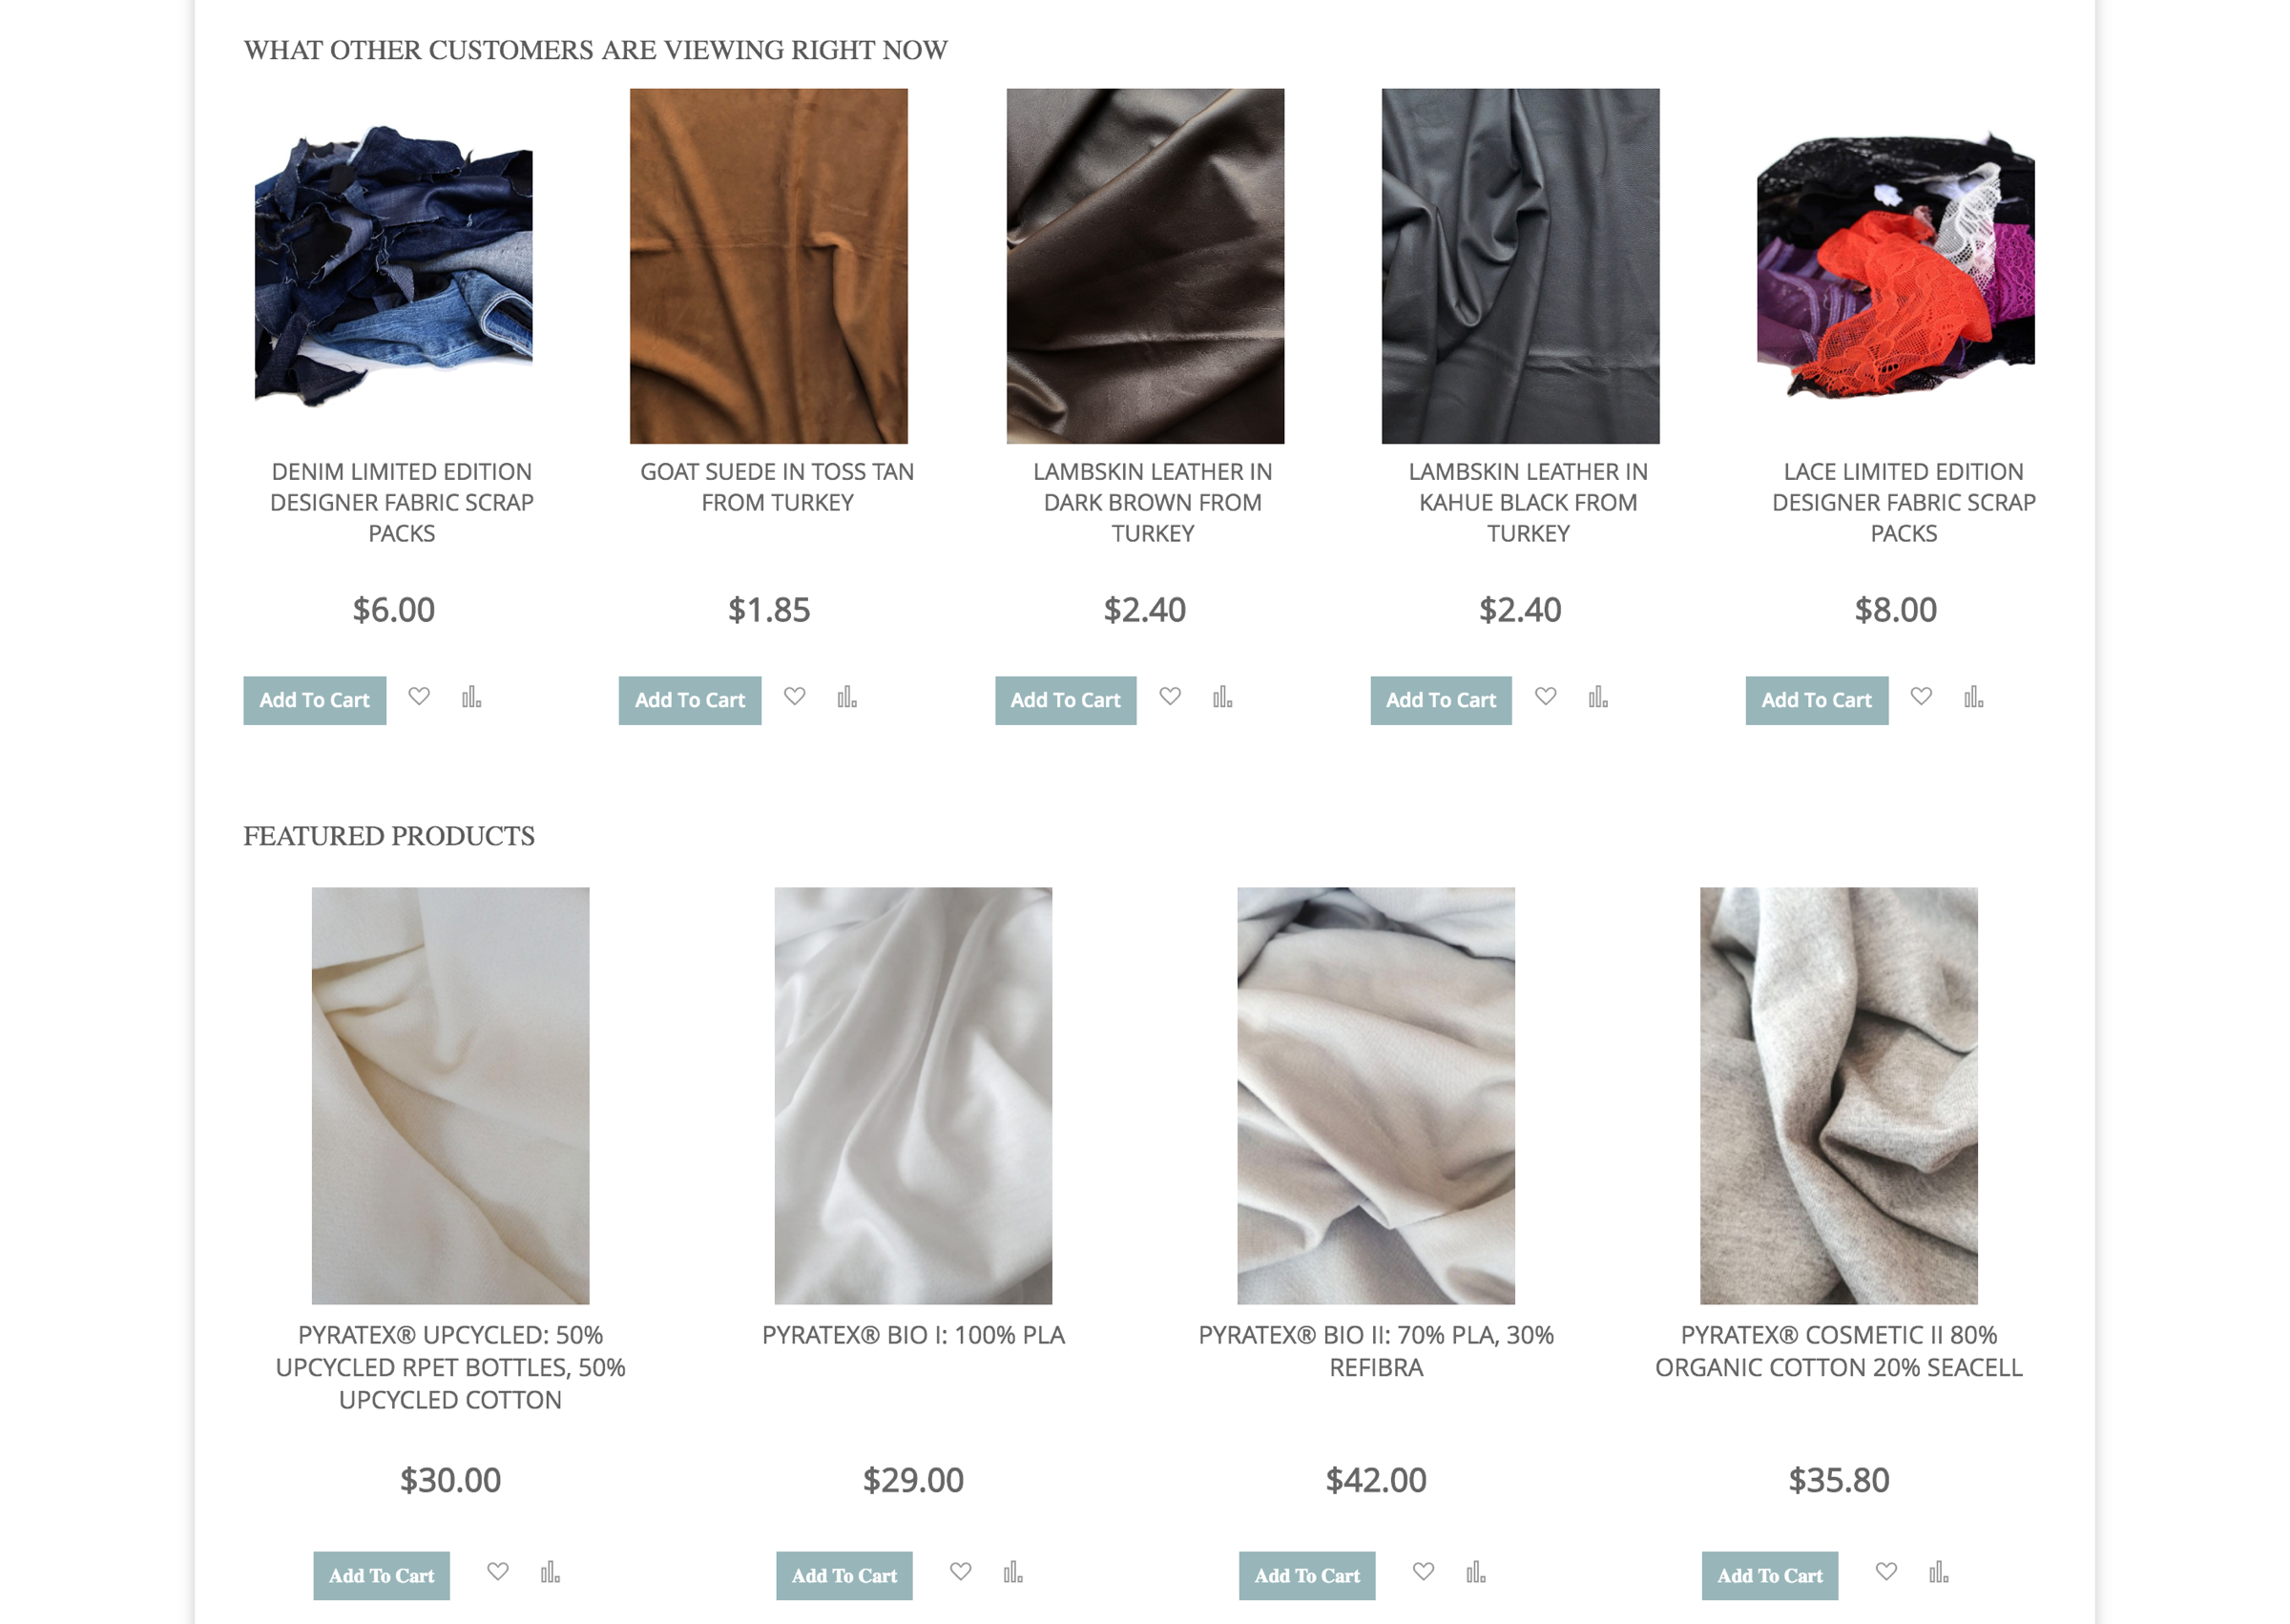 WHAT OTHER CUSTOMERS ARE VIEWING RIGHT NOW
DENIM LIMITED EDITION
DESIGNER FABRIC SCRAP
PACKS
$6.00
Add To Cart
GOAT SUEDE IN TOSS TAN
FROM TURKEY
$1.85
Add To Cart
LAMBSKIN LEATHER IN
DARK BROWN FROM
TURKEY
$2.40
Add To Cart
LAMBSKIN LEATHER IN
KAHUE BLACK FROM
TURKEY
$2.40
Add To Cart
LACE LIMITED EDITION
DESIGNER FABRIC SCRAP
PACKS
$8.00
Add To Cart
FEATURED PRODUCTS
PYRATEX® UPCYCLED: 50%
UPCYCLED RPET BOTTLES, 50%
UPCYCLED COTTON
$30.00
Add To Cart
PYRATEX® BIO I: 100% PLA
$29.00
Add To Cart
PYRATEX® BIO II: 70% PLA, 30%
REFIBRA
$42.00
Add To Cart
PYRATEX® COSMETIC II 80%
ORGANIC COTTON 20% SEACELL
$35.80
Add To Cart